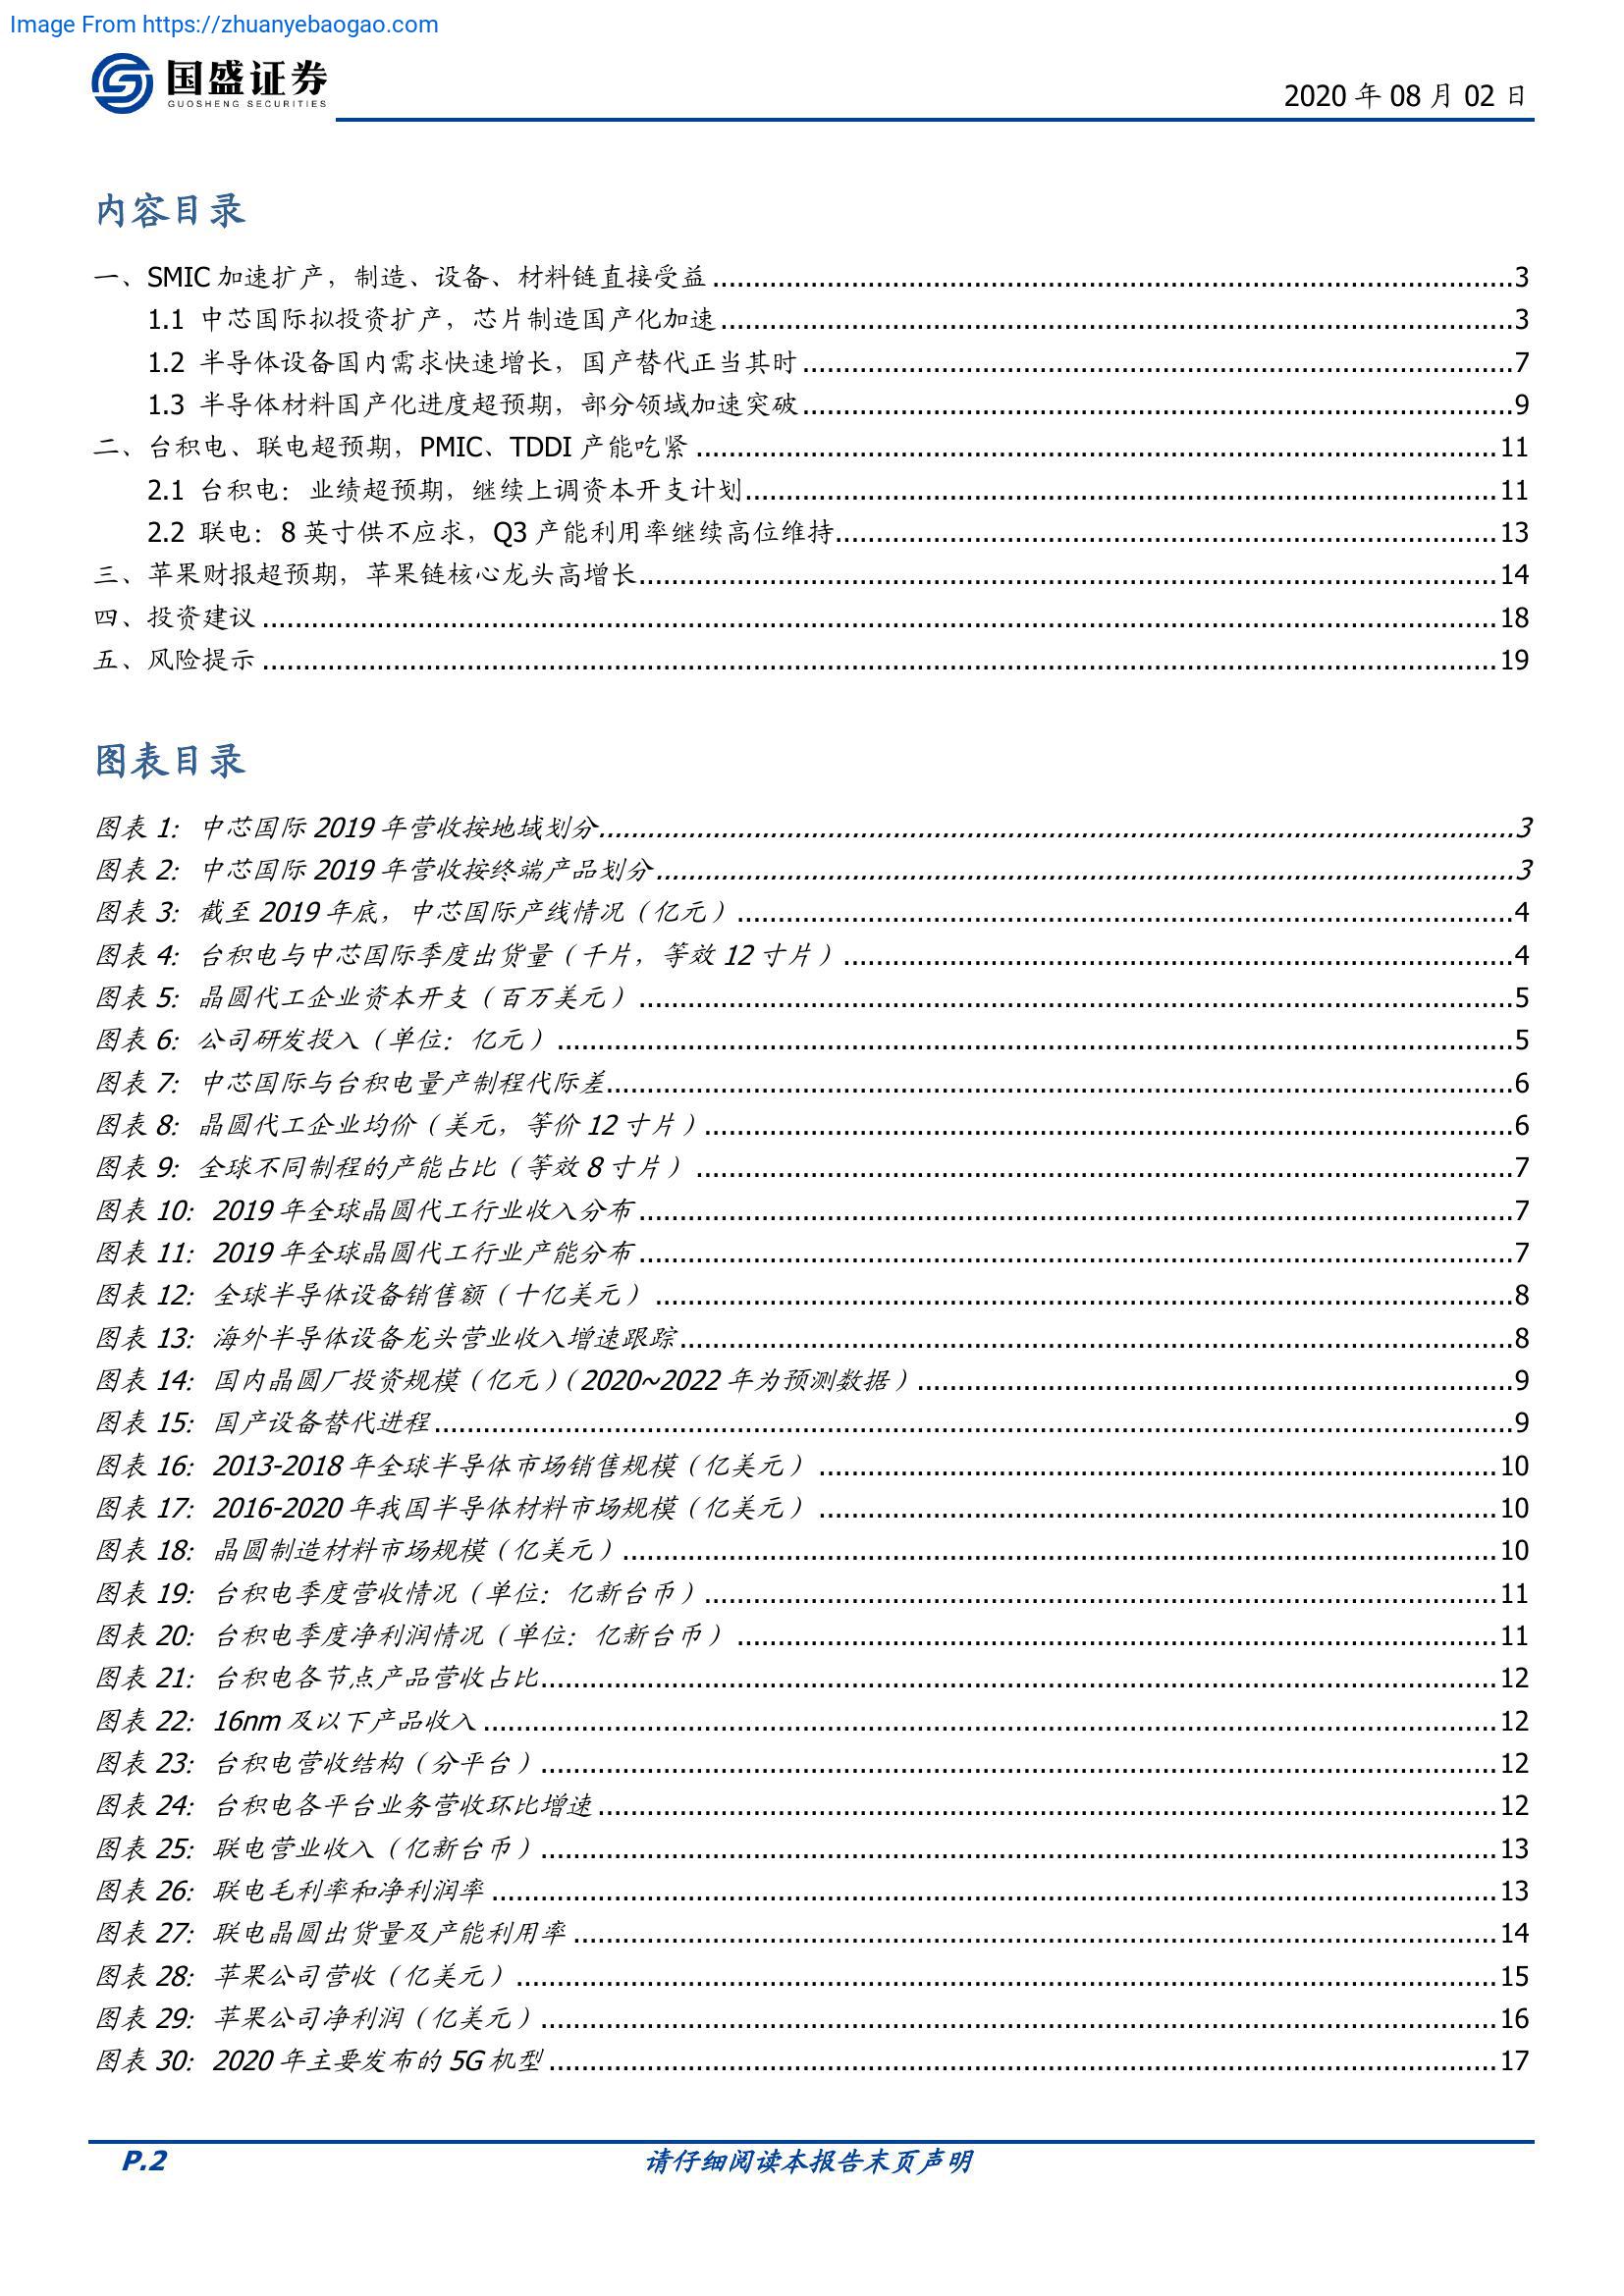 Image From https://zhuanyebaogao.com
国盛证券
GUOSHENG SECURITIES
2020 年 08 月 02 日
内容目录
一、SMIC 加速扩产，制造、设备、材料链直接受益 ........ 3
1.1 中芯国际拟投资扩产，芯片制造国产化加速 ........ 3
1.2 半导体设备国内需求快速增长，国产替代正当其时 ........ 7
1.3 半导体材料国产化进度超预期，部分领域加速突破 ........ 9
二、台积电、联电超预期，PMIC、TDDI 产能吃紧 ........ 11
2.1 台积电：业绩超预期，继续上调资本开支计划 ........ 11
2.2 联电：8 英寸供不应求，Q3 产能利用率继续高位维持 ........ 13
三、苹果财报超预期，苹果链核心龙头高增长 ........ 14
四、投资建议 ........ 18
五、风险提示 ........ 19
图表目录
图表 1：中芯国际 2019 年营收按地域划分 ........ 3
图表 2：中芯国际 2019 年营收按终端产品划分 ........ 3
图表 3：截至 2019 年底，中芯国际产线情况（亿元） ........ 4
图表 4：台积电与中芯国际季度出货量（千片，等效 12 寸片） ........ 4
图表 5：晶圆代工企业资本开支（百万美元） ........ 5
图表 6：公司研发投入（单位：亿元） ........ 5
图表 7：中芯国际与台积电量产制程代际差 ........ 6
图表 8：晶圆代工企业均价（美元，等价 12 寸片） ........ 6
图表 9：全球不同制程的产能占比（等效 8 寸片） ........ 7
图表 10：2019 年全球晶圆代工行业收入分布 ........ 7
图表 11：2019 年全球晶圆代工行业产能分布 ........ 7
图表 12：全球半导体设备销售额（十亿美元） ........ 8
图表 13：海外半导体设备龙头营业收入增速跟踪 ........ 8
图表 14：国内晶圆厂投资规模（亿元）（2020~2022 年为预测数据） ........ 9
图表 15：国产设备替代进程 ........ 9
图表 16：2013-2018 年全球半导体市场销售规模（亿美元） ........ 10
图表 17：2016-2020 年我国半导体材料市场规模（亿美元） ........ 10
图表 18：晶圆制造材料市场规模（亿美元） ........ 10
图表 19：台积电季度营收情况（单位：亿新台币） ........ 11
图表 20：台积电季度净利润情况（单位：亿新台币） ........ 11
图表 21：台积电各节点产品营收占比 ........ 12
图表 22：16nm 及以下产品收入 ........ 12
图表 23：台积电营收结构（分平台） ........ 12
图表 24：台积电各平台业务营收环比增速 ........ 12
图表 25：联电营业收入（亿新台币） ........ 13
图表 26：联电毛利率和净利润率 ........ 13
图表 27：联电晶圆出货量及产能利用率 ........ 14
图表 28：苹果公司营收（亿美元） ........ 15
图表 29：苹果公司净利润（亿美元） ........ 16
图表 30：2020 年主要发布的 5G 机型 ........ 17
P.2
请仔细阅读本报告末页声明